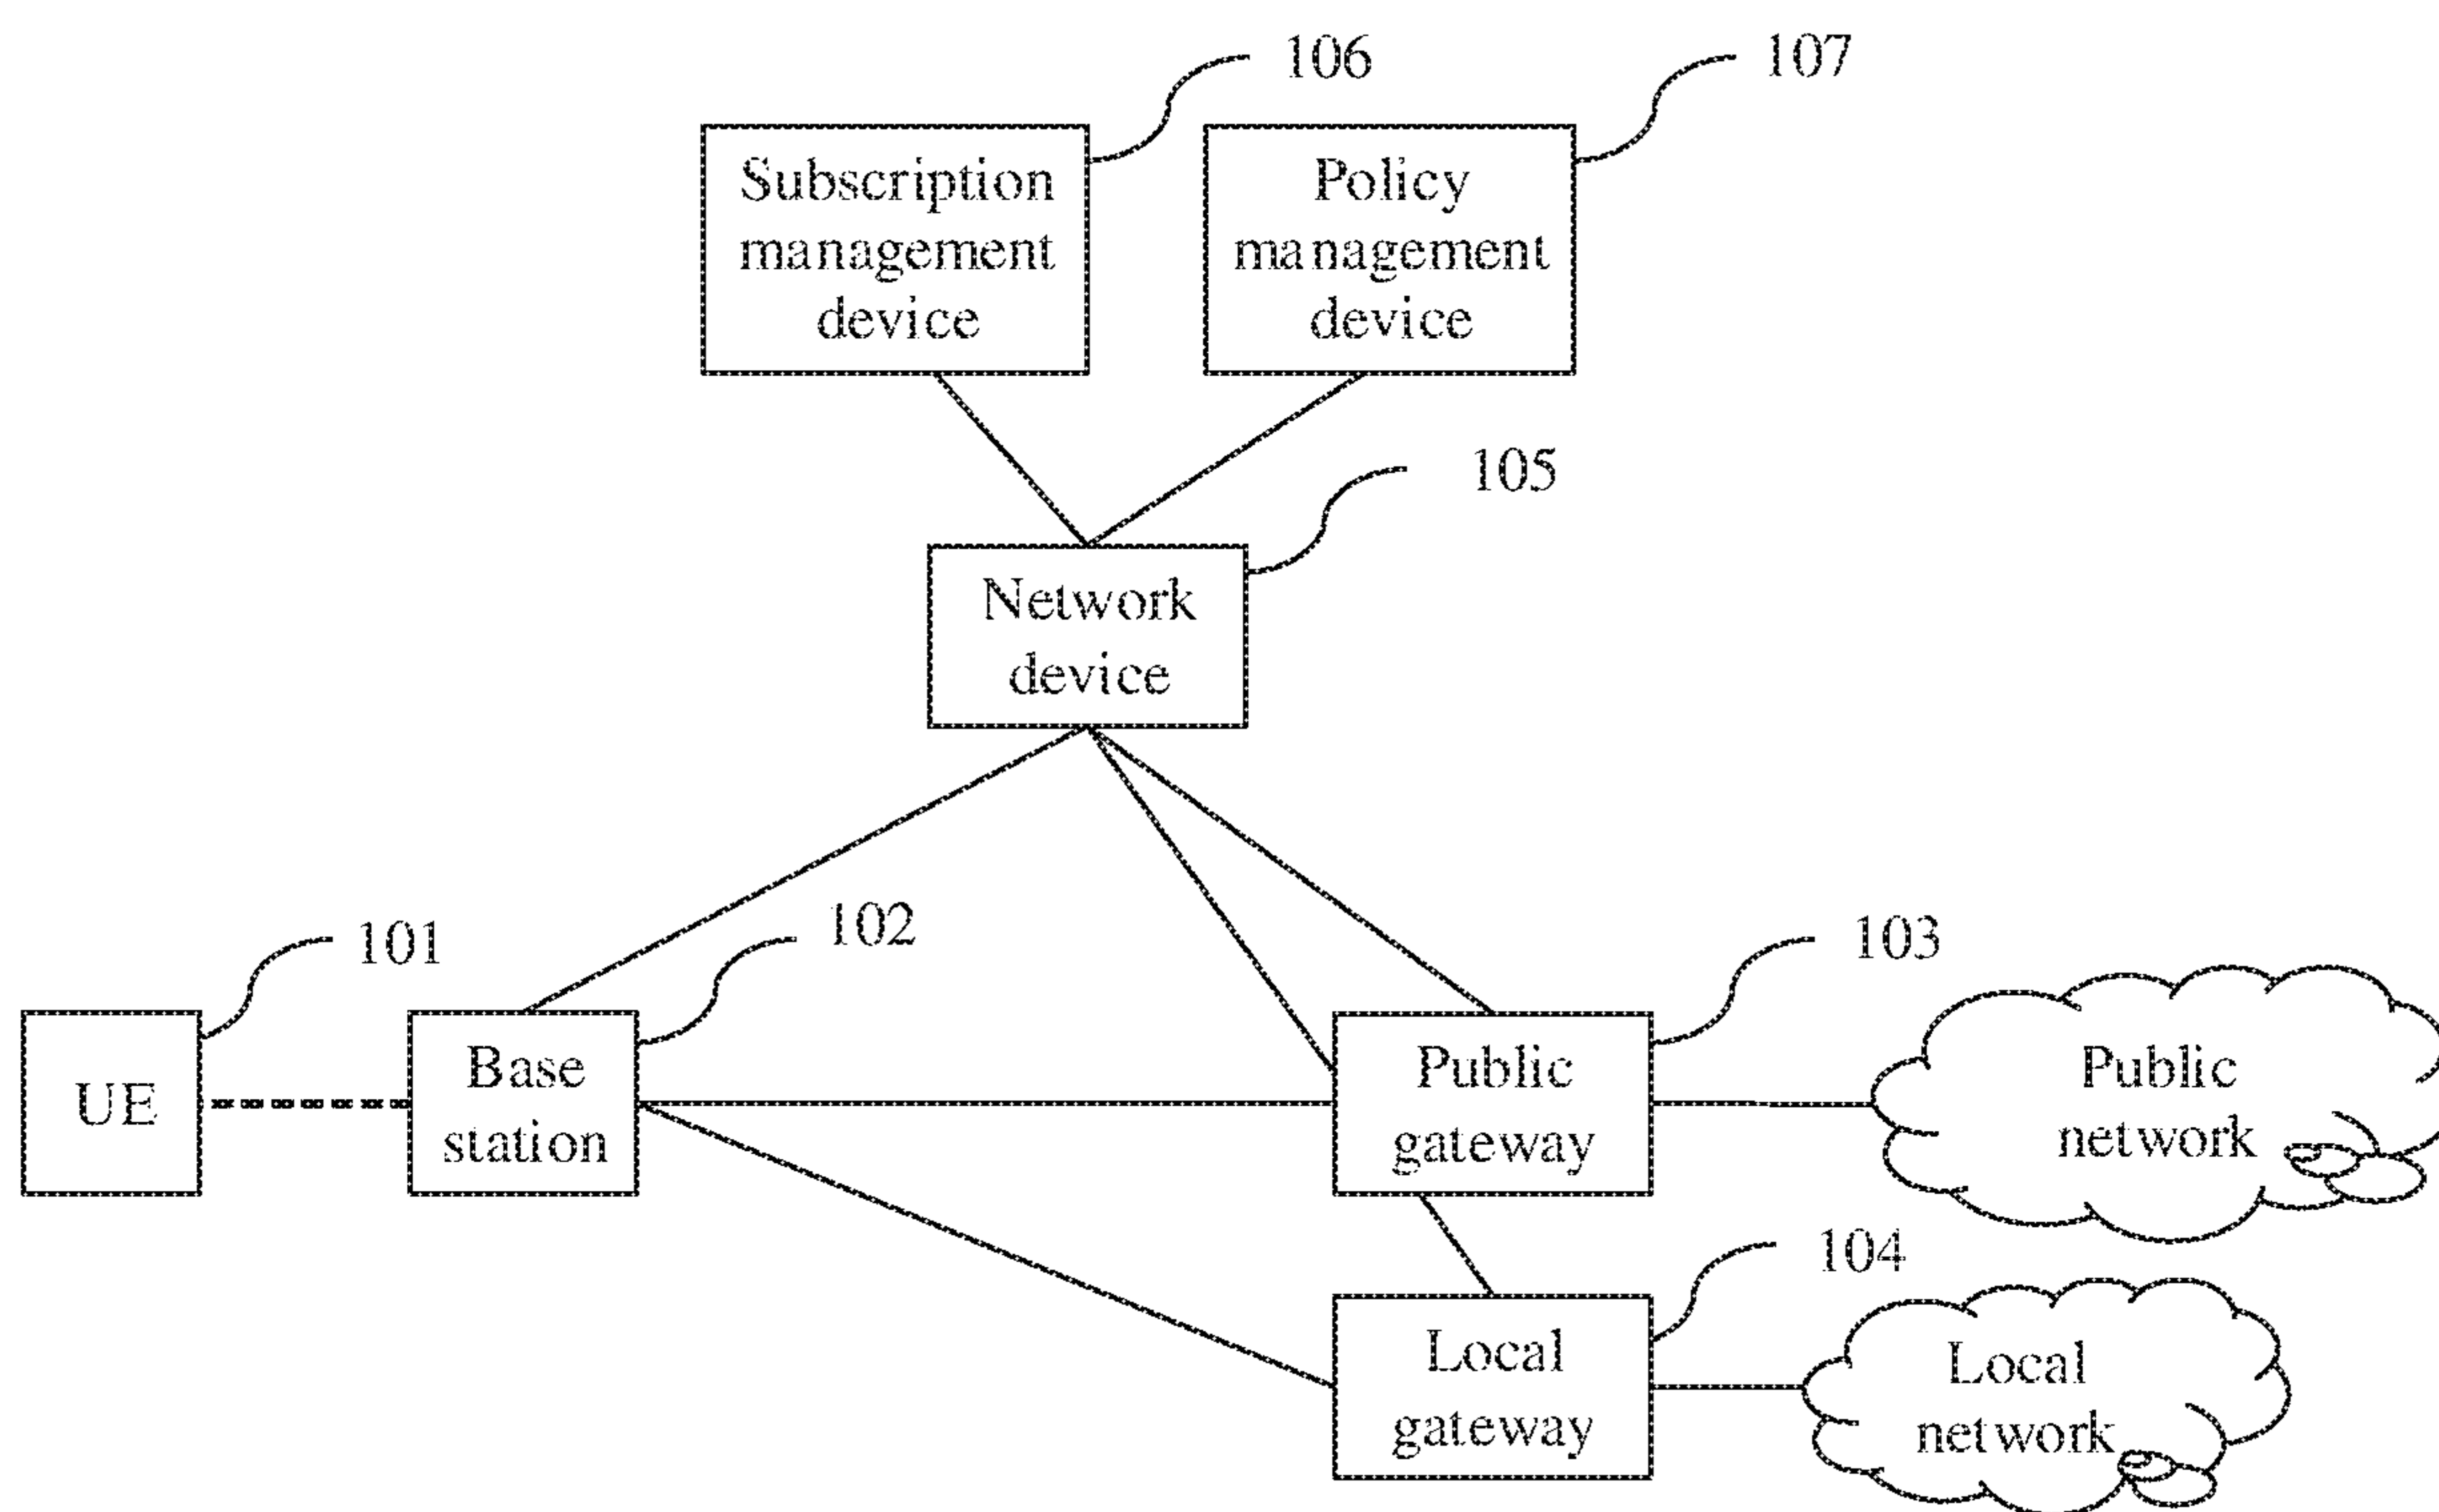 106
107
Subscription
management
device
Policy
management
device
105
Network
device
101
102
103
UE
Base
station
Public
gateway
Public
network
104
Local
gateway
Local
network